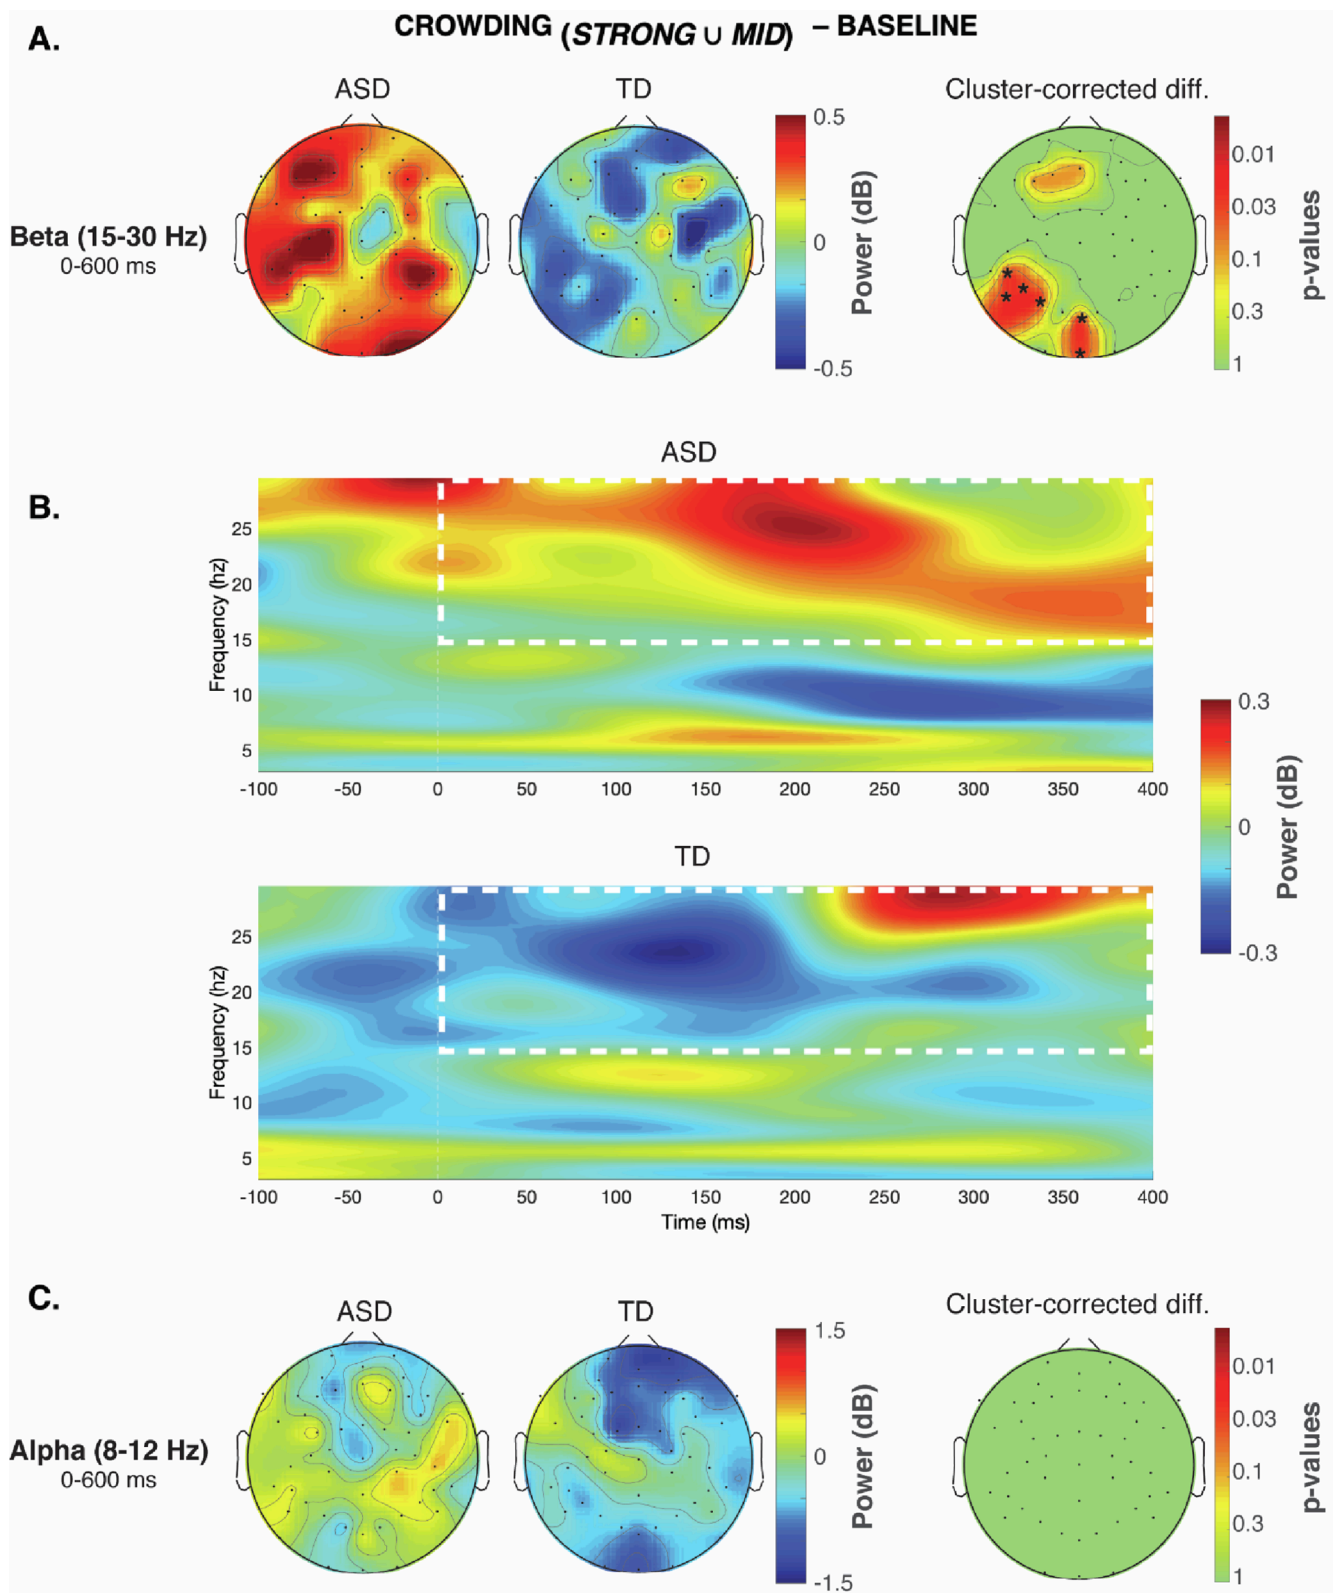 A.
CROWDING (STRONG ∪ MID) – BASELINE
ASD
TD
Cluster-corrected diff.
Beta (15-30 Hz)
0-600 ms
0.5
0
-0.5
Power (dB)
0.01
0.03
0.1
0.3
1
p-values
* * * * * *
B.
ASD
Frequency (hz)
25
20
15
10
5
-100 -50 0 50 100 150 200 250 300 350 400
TD
Frequency (hz)
25
20
15
10
5
-100 -50 0 50 100 150 200 250 300 350 400
Time (ms)
0.3
0
-0.3
Power (dB)
C.
ASD
TD
Cluster-corrected diff.
Alpha (8-12 Hz)
0-600 ms
1.5
0
-1.5
Power (dB)
0.01
0.03
0.1
0.3
1
p-values